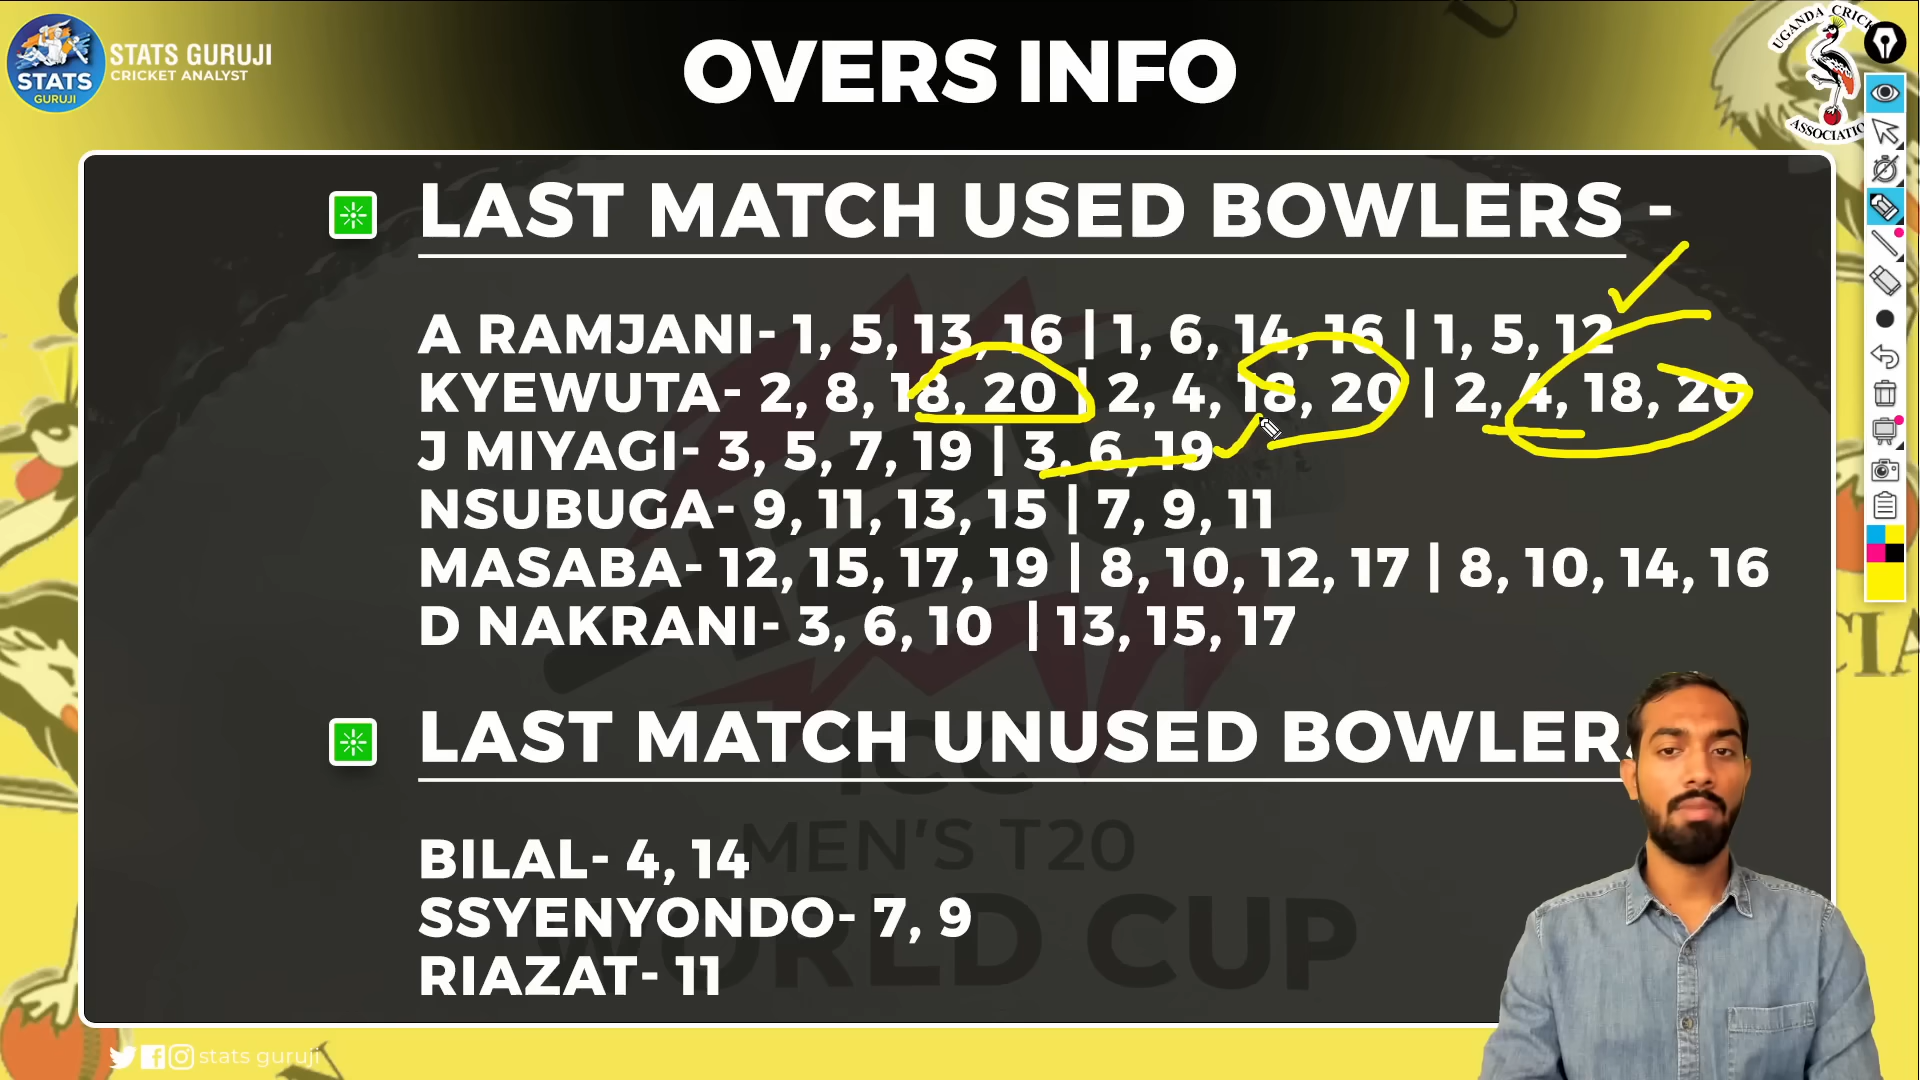 STATS GURUJI
CRICKET ANALYST
STATS
GURUJI
OVERS INFO
UGANDA CRIC
ASSOCIATIO
LAST MATCH USED BOWLERS -
A RAMJANI- 1, 5, 13, 16 | 1, 6, 14, 16 | 1, 5, 12
KYEWUTA- 2, 8, 18, 20 | 2, 4, 18, 20 | 2, 4, 18, 20
J MIYAGI- 3, 5, 7, 19 | 3, 6, 19
NSUBUGA- 9, 11, 13, 15 | 7, 9, 11
MASABA- 12, 15, 17, 19 | 8, 10, 12, 17 | 8, 10, 14, 16
D NAKRANI- 3, 6, 10 | 13, 15, 17
LAST MATCH UNUSED BOWLER
ICC
MEN'S T20
WORLD CUP
BILAL- 4, 14
SSYENYONDO- 7, 9
RIAZAT- 11
stats guruji